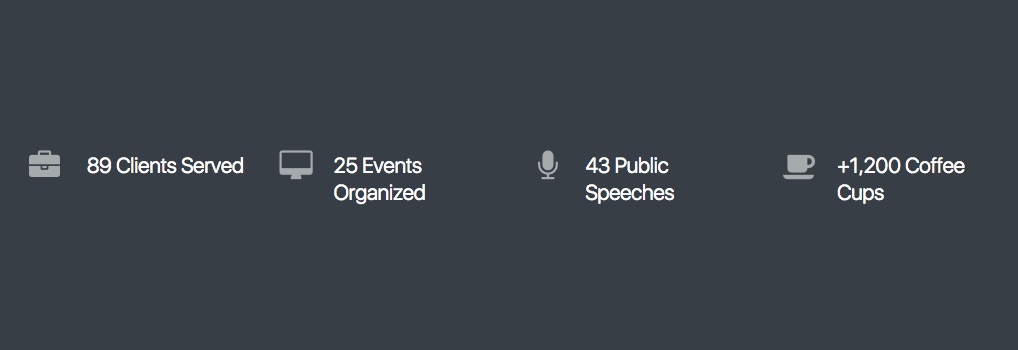 89 Clients Served
25 Events
Organized
43 Public
Speeches
+1,200 Coffee
Cups